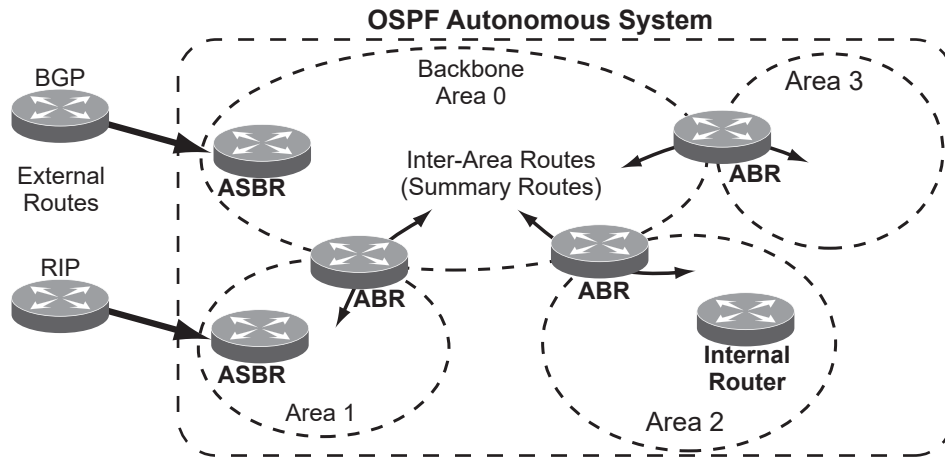 OSPF Autonomous System
BGP
Backbone
Area 0
Area 3
ASBR
External
Routes
Inter-Area Routes
(Summary Routes)
ABR
RIP
ABR
ABR
ASBR
Internal
Router
Area 1
Area 2